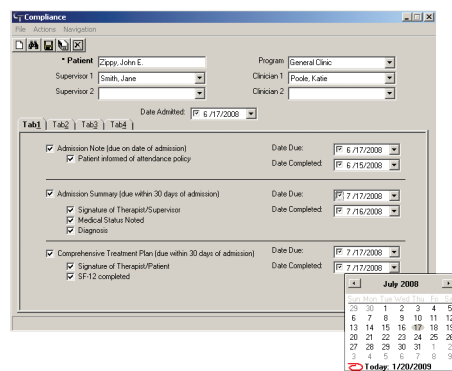 Compliance
File Actions Navigation
* Patient Zippy, John E. Program General Clinic
Supervisor 1 Smith, Jane Clinician 1 Poole, Katie
Supervisor 2 Clinician 2
Date Admitted: 6 /17/2008
Tab1 Tab2 Tab3 Tab4
Admission Note (due on date of admission) Date Due: 6 /17/2008
Patient informed of attendance policy Date Completed: 6 /15/2008
Admission Summary (due within 30 days of admission) Date Due: 7 /17/2008
Signature of Therapist/Supervisor Date Completed: 7 /16/2008
Medical Status Noted
Diagnosis
Comprehensive Treatment Plan (due within 30 days of admission) Date Due: 7 /17/2008
Signature of Therapist/Patient Date Completed: 7 /17/2008
SF-12 completed
July 2008
Sun Mon Tue Wed Thu Fri Sat
29 30 1 2 3 4 5
6 7 8 9 10 11 12
13 14 15 16 17 18 19
20 21 22 23 24 25 26
27 28 29 30 31 1 2
3 4 5 6 7 8 9
Today: 1/20/2009